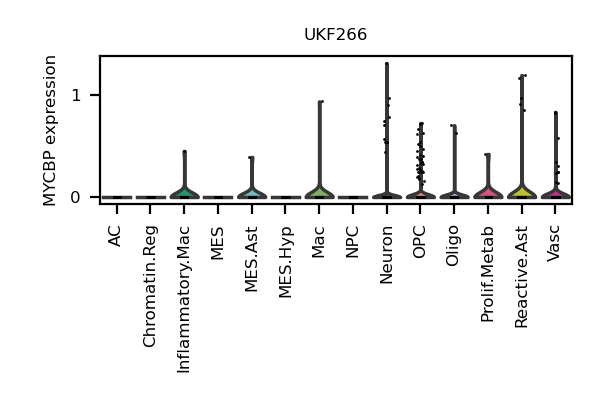 UKF266
MYCBP expression
1
0
AC
Chromatin.Reg
Inflammatory.Mac
MES
MES.Ast
MES.Hyp
Mac
NPC
Neuron
OPC
Oligo
Prolif.Metab
Reactive.Ast
Vasc